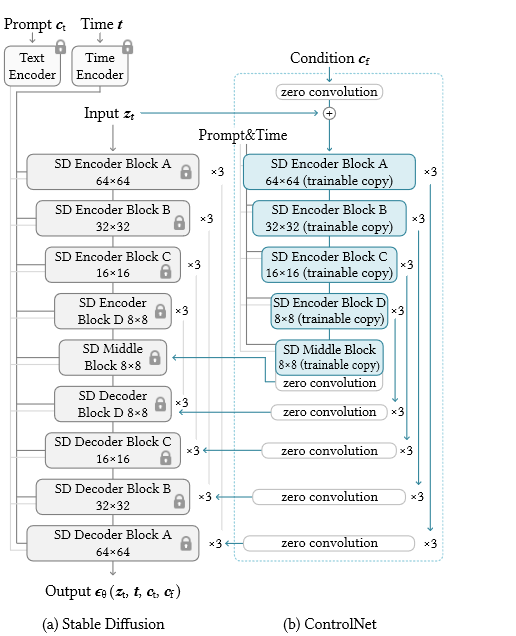 Prompt cₜ
Time t
Text
Encoder
Time
Encoder
Input zₜ
SD Encoder Block A
64×64
×3
SD Encoder Block B
32×32
×3
SD Encoder Block C
16×16
×3
SD Encoder
Block D 8×8
×3
SD Middle
Block 8×8
SD Decoder
Block D 8×8
×3
SD Decoder Block C
16×16
×3
SD Decoder Block B
32×32
×3
SD Decoder Block A
64×64
×3
Output ϵθ(zₜ, t, cₜ, c_f)
(a) Stable Diffusion
Condition c_f
zero convolution
+
Prompt&Time
SD Encoder Block A
64×64 (trainable copy)
×3
SD Encoder Block B
32×32 (trainable copy)
×3
SD Encoder Block C
16×16 (trainable copy)
×3
SD Encoder Block D
8×8 (trainable copy)
×3
SD Middle Block
8×8 (trainable copy)
zero convolution
zero convolution
×3
zero convolution
×3
zero convolution
×3
zero convolution
×3
(b) ControlNet